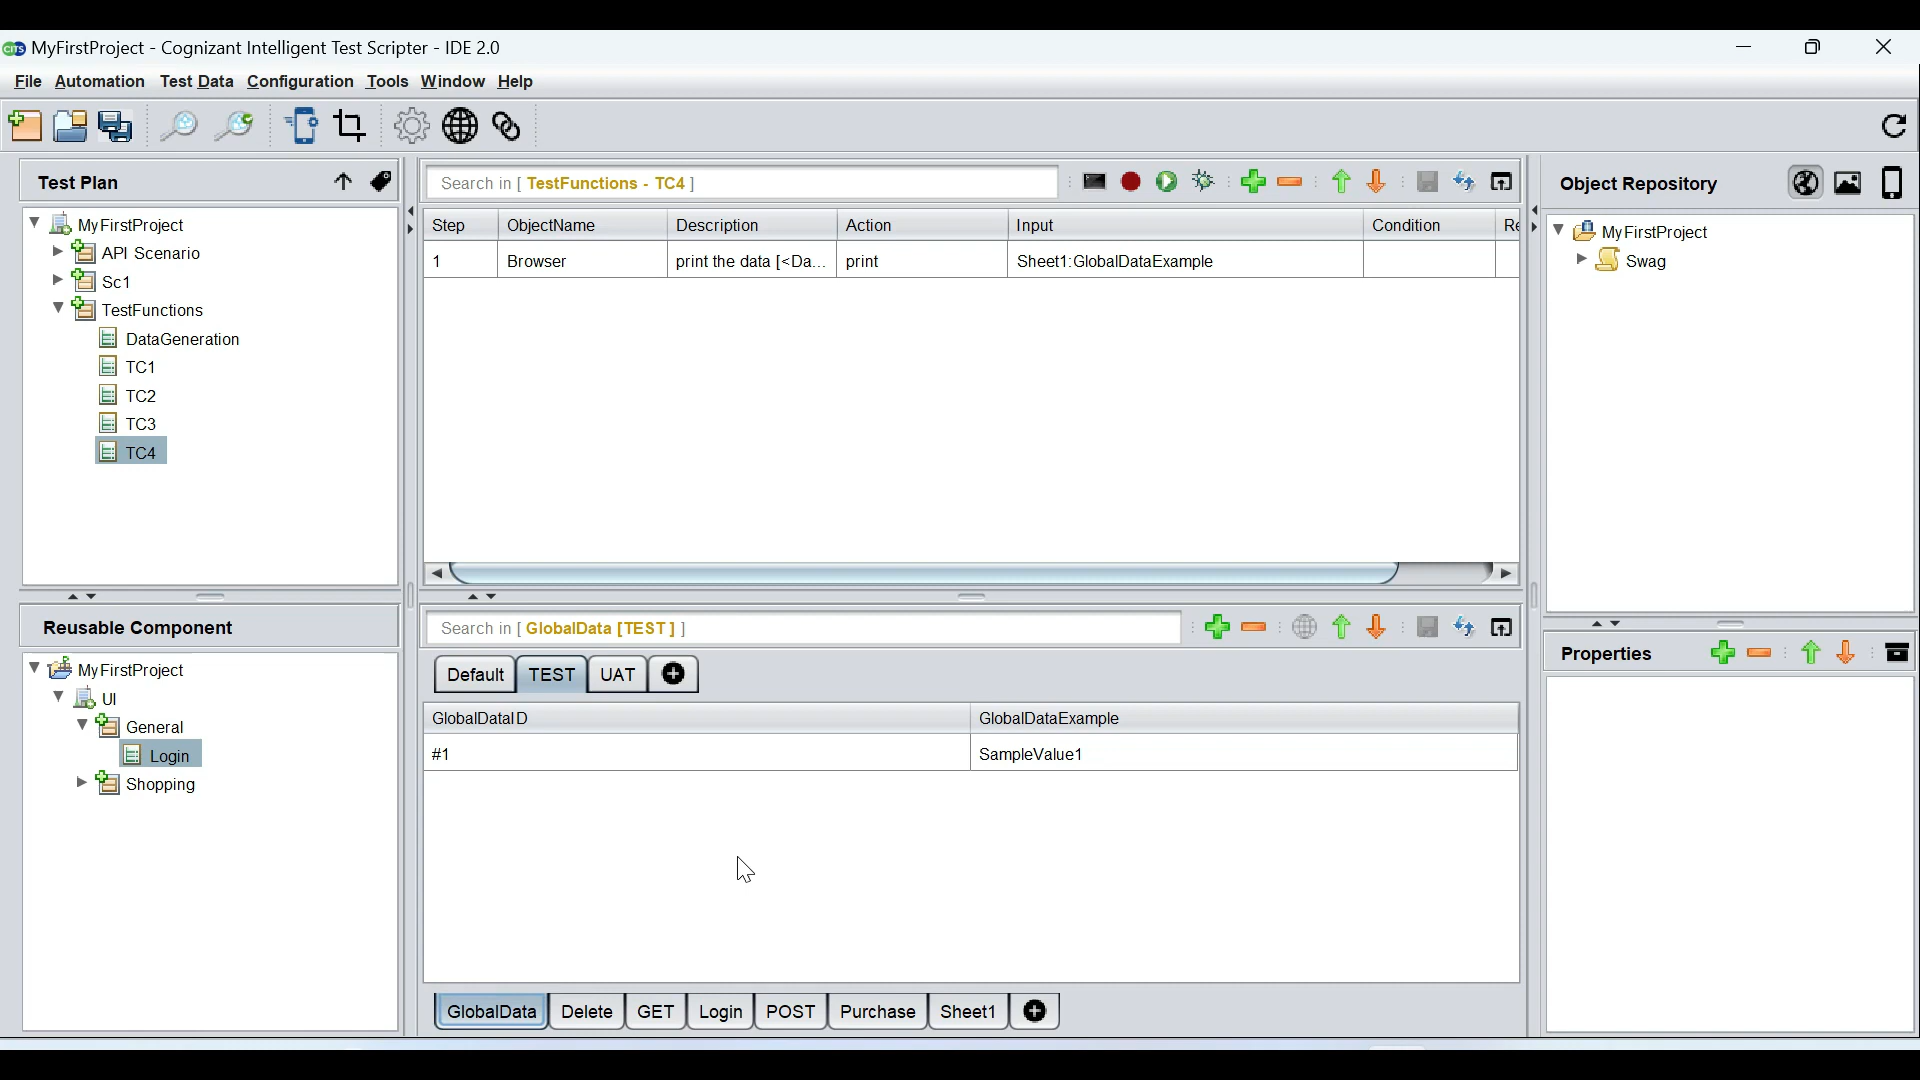 CITS MyFirstProject - Cognizant Intelligent Test Scripter - IDE 2.0
File Automation Test Data Configuration Tools Window Help
Test Plan
MyFirstProject
API Scenario
Sc1
TestFunctions
DataGeneration
TC1
TC2
TC3
TC4
Reusable Component
MyFirstProject
UI
General
Login
Shopping
Search in [ TestFunctions - TC4 ]
Step ObjectName Description Action Input Condition Re
1 Browser print the data [<Da... print Sheet1:GlobalDataExample
Search in [ GlobalData [TEST] ]
Default TEST UAT
GlobalDataID GlobalDataExample
#1 SampleValue1
GlobalData Delete GET Login POST Purchase Sheet1
Object Repository
MyFirstProject
Swag
Properties